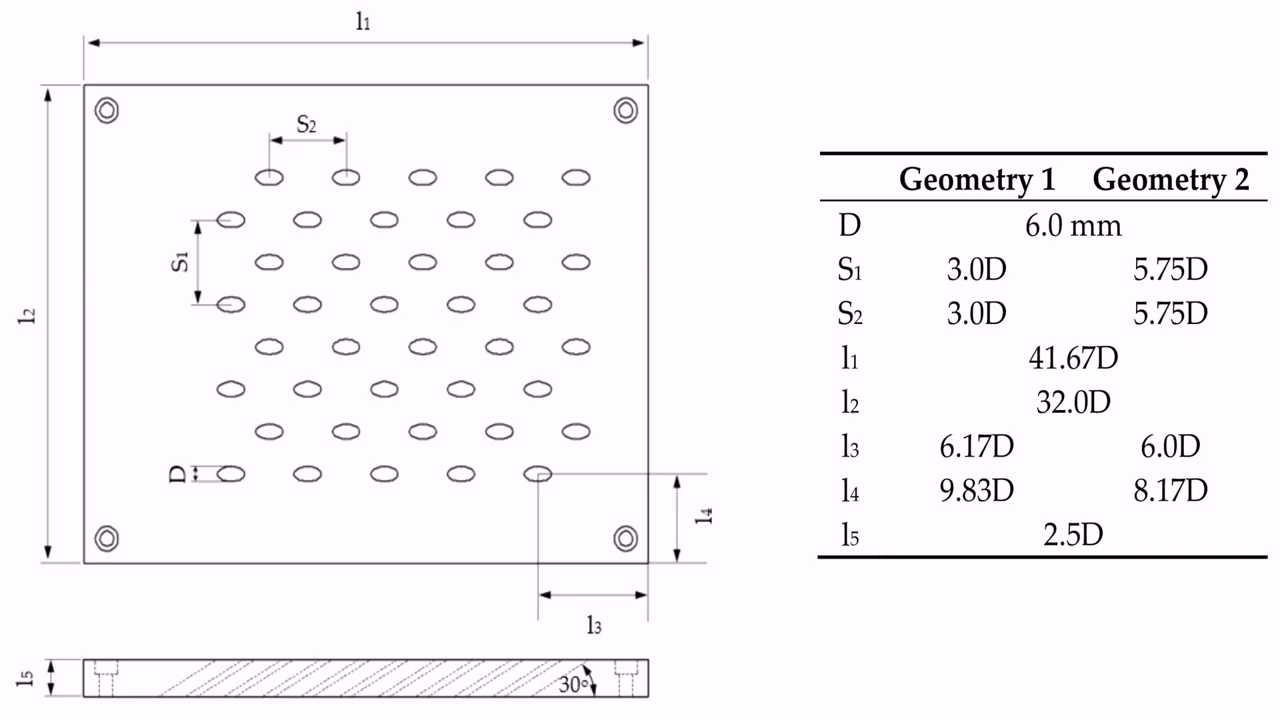 l1
S2
S1
l2
D
l4
l3
l5
30°
Geometry 1 Geometry 2
D 6.0 mm
S1 3.0D 5.75D
S2 3.0D 5.75D
l1 41.67D
l2 32.0D
l3 6.17D 6.0D
l4 9.83D 8.17D
l5 2.5D